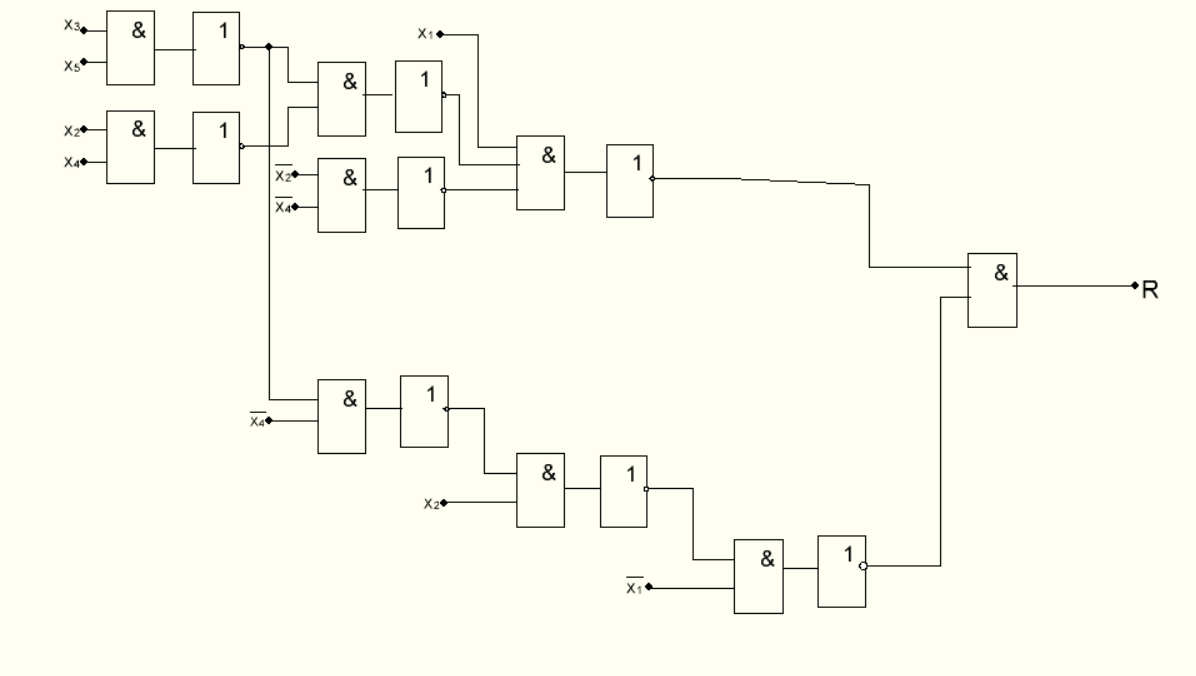 X₃ & 1
X₁
X₅
& 1
X₂ & 1
X₄
& 1
X̅₂ & 1
X̅₄
& R
& 1
X̅₄
& 1
X₂
& 1
X̅₁